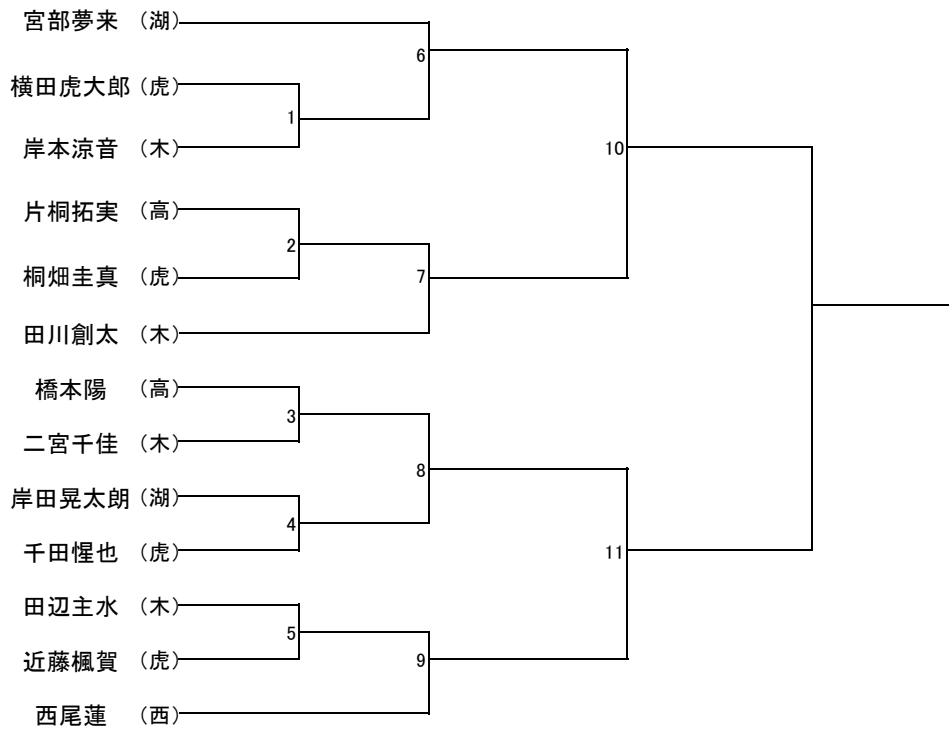 宮部夢来 (湖)
6
横田虎大郎 (虎)
1
岸本涼音 (木)
10
片桐拓実 (高)
2
桐畑圭真 (虎)
7
田川創太 (木)
橋本陽 (高)
3
二宮千佳 (木)
8
岸田晃太朗 (湖)
4
千田惺也 (虎)
11
田辺主水 (木)
5
近藤楓賀 (虎)
9
西尾蓮 (西)